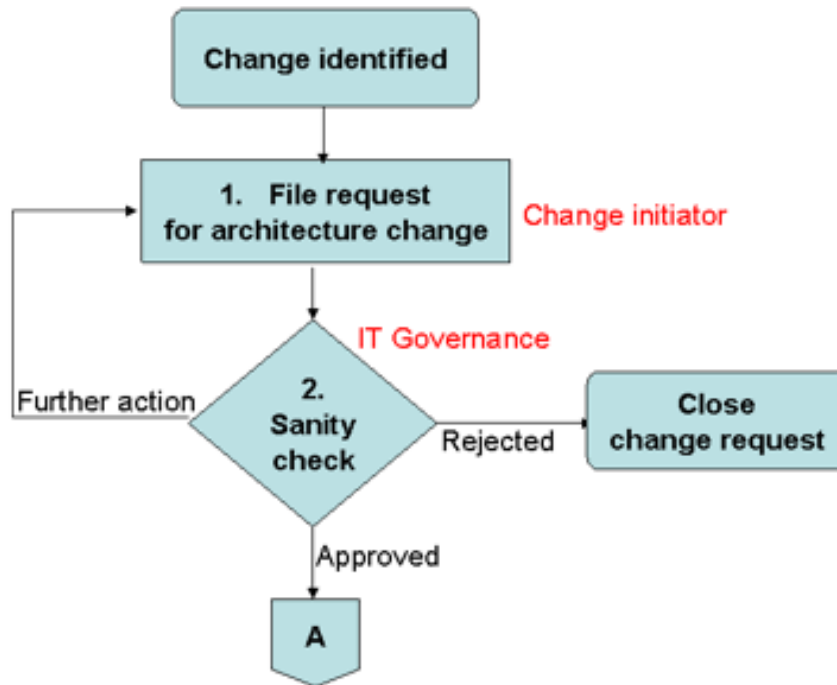 Change identified
1. File request
for architecture change
Change initiator
IT Governance
2.
Sanity
check
Further action
Rejected
Close
change request
Approved
A